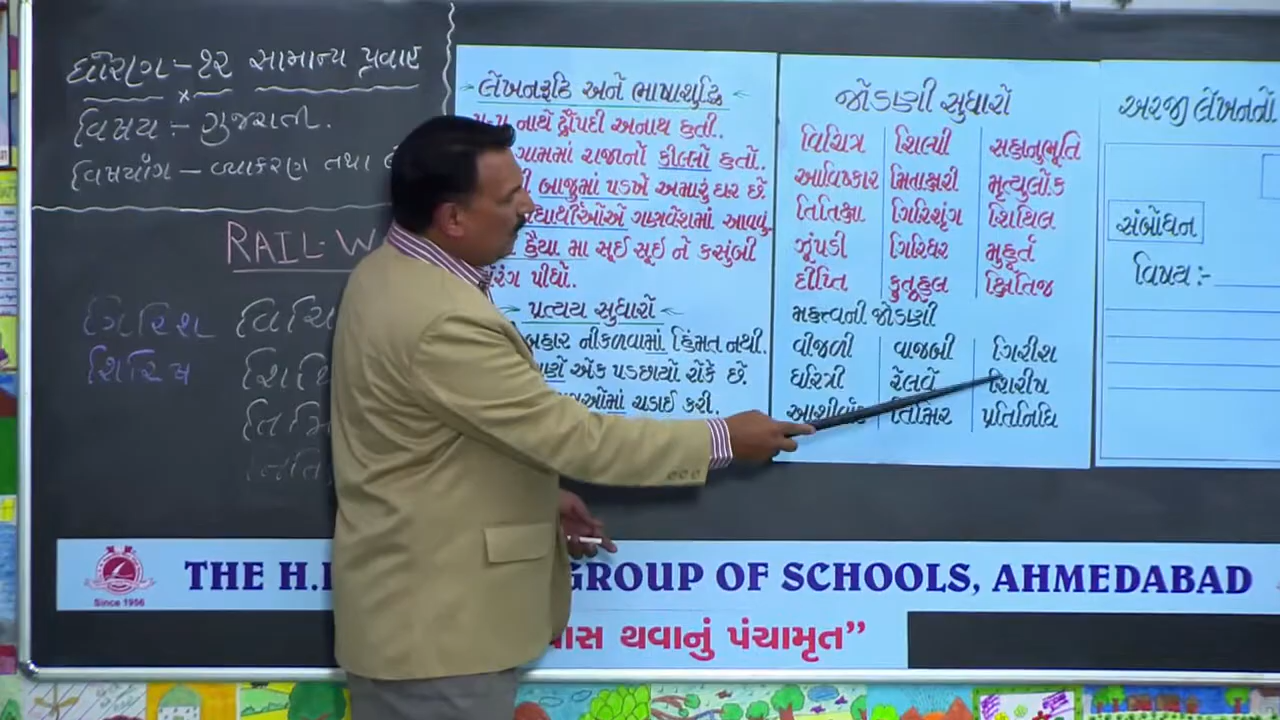 ધોરણ - ૧૨ સામાન્ય પ્રવાહ
વિષય :- ગુજરાતી.
વિષયાંગ - વ્યાકરણ તથા
RAIL-W
ગિરિશ
શિરિષ
વિચિ
શિથિ
તિમિ
નિતિ
લેખનરૂઢિ અને ભાષાશુદ્ધિ
નાથે દ્રૌપદી અનાથ હતી.
ગામમાં રાજાનો કીલ્લો હતો.
બાજુમાં પડખે અમારું ઘર છે.
ગણવેશમાં આવવું.
હૈયા મા સૂઈ સૂઇ ને કસુંબી
રંગ પીધો.
પ્રત્યય સુધારો
બહાર નીકળવામાં હિંમત નથી.
એક પડછાયો રોકે છે.
ચડાઈ કરી.
જોડણી સુધારો
વિચિત્ર શિલ્પી સહાનુભૂતિ
આવિષ્કાર મિતાક્ષરી મૃત્યુલોક
તિતિક્ષા ગિરિશૃંગ શિથિલ
ઝૂંપડી ગિરિધર મુહૂર્ત
દીપ્તિ કુતૂહલ ક્ષિતિજ
મહત્વની જોડણી
વીજળી વાજબી ગિરીશ
ધરિત્રી રેલવે શિરીષ
આશીર્વાદ તિમિર પ્રતિનિધિ
અરજી લેખનનો
સંબોધન
વિષય :-
Since 1956
THE H. GROUP OF SCHOOLS, AHMEDABAD
પાસ થવાનું પંચામૃત”